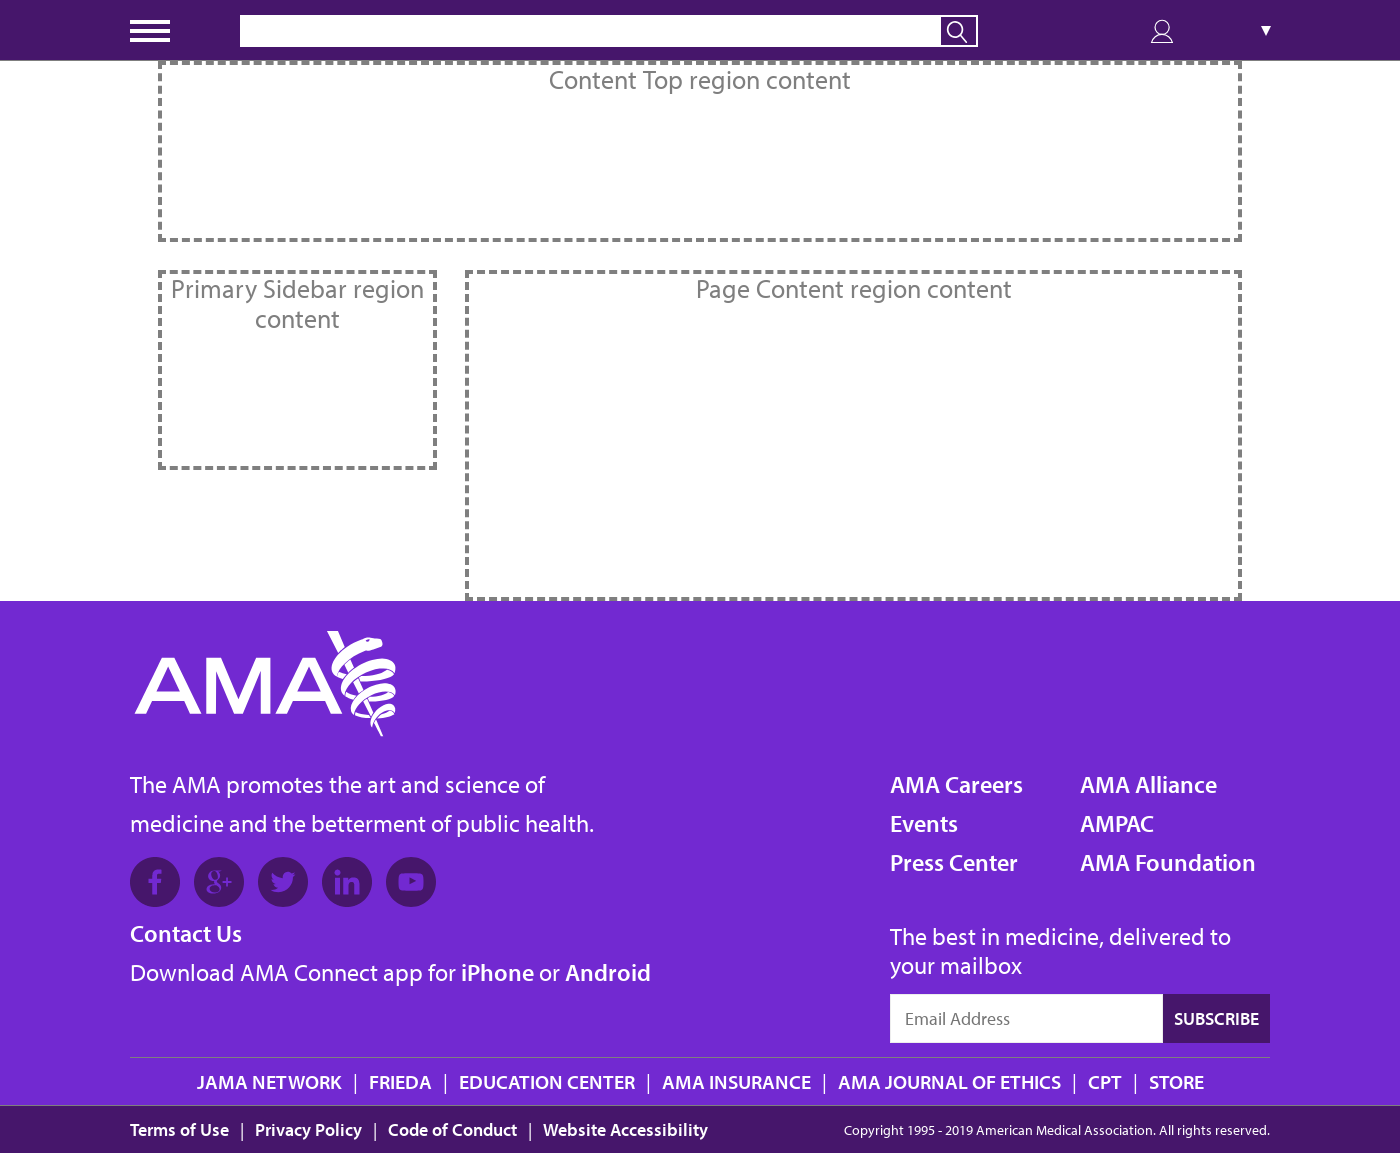 Content Top region content
Primary Sidebar region
content
Page Content region content
AMA
The AMA promotes the art and science of
medicine and the betterment of public health.
AMA Careers
AMA Alliance
Events
AMPAC
Press Center
AMA Foundation
f g+ in
Contact Us
Download AMA Connect app for iPhone or Android
The best in medicine, delivered to
your mailbox
Email Address
SUBSCRIBE
JAMA NETWORK | FRIEDA | EDUCATION CENTER | AMA INSURANCE | AMA JOURNAL OF ETHICS | CPT | STORE
Terms of Use | Privacy Policy | Code of Conduct | Website Accessibility
Copyright 1995 - 2019 American Medical Association. All rights reserved.